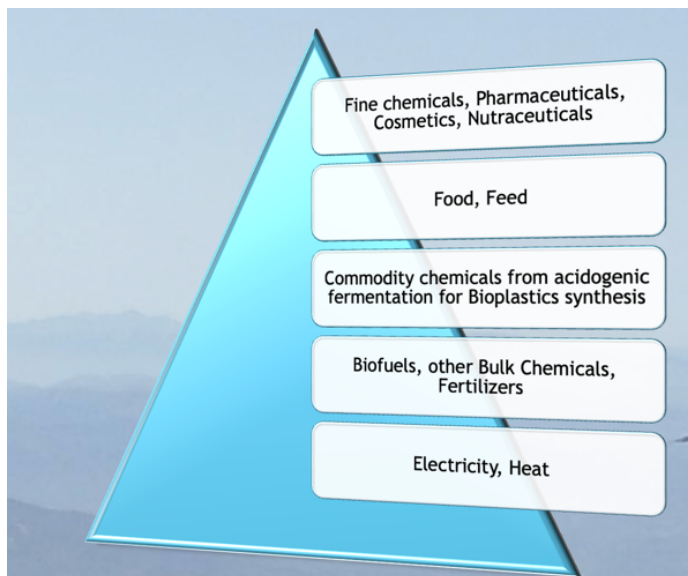 Fine chemicals, Pharmaceuticals,
Cosmetics, Nutraceuticals
Food, Feed
Commodity chemicals from acidogenic
fermentation for Bioplastics synthesis
Biofuels, other Bulk Chemicals,
Fertilizers
Electricity, Heat